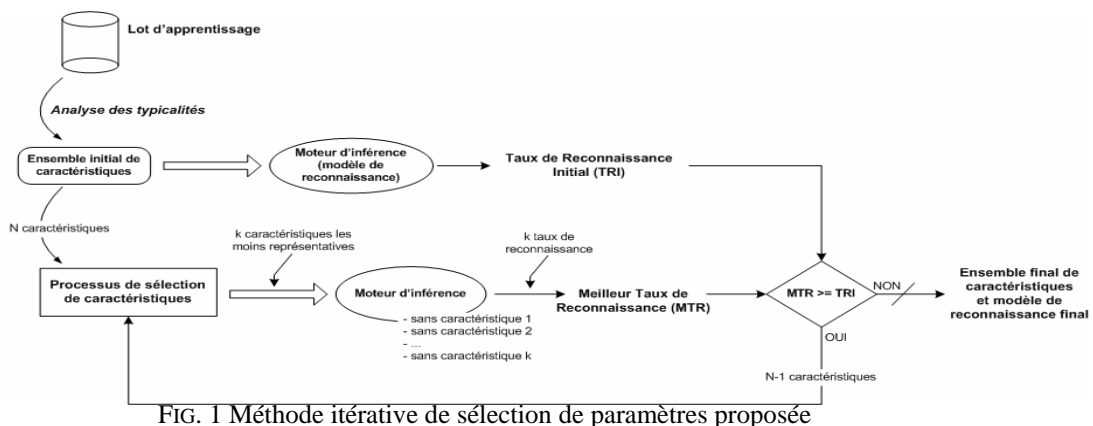 Lot d'apprentissage
Analyse des typicalités
Ensemble initial de
caractéristiques
Moteur d'inférence
(modèle de
reconnaissance)
Taux de Reconnaissance
Initial (TRI)
N caractéristiques
k caractéristiques les
moins représentatives
k taux de
reconnaissance
Processus de sélection
de caractéristiques
Moteur d'inférence
- sans caractéristique 1
- sans caractéristique 2
- ...
- sans caractéristique k
Meilleur Taux de
Reconnaissance (MTR)
MTR >= TRI
NON
Ensemble final de
caractéristiques
et modèle de
reconnaissance final
OUI
N-1 caractéristiques
FIG. 1 Méthode itérative de sélection de paramètres proposée